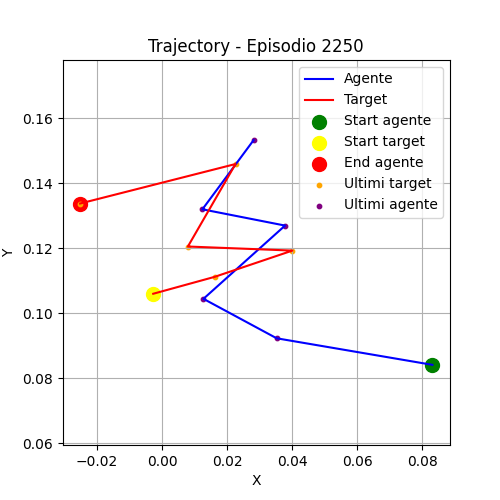 Trajectory - Episodio 2250
Agente
Target
Start agente
Start target
End agente
Ultimi target
Ultimi agente
Y
0.16
0.14
0.12
0.10
0.08
0.06
−0.02
0.00
0.02
0.04
0.06
0.08
X